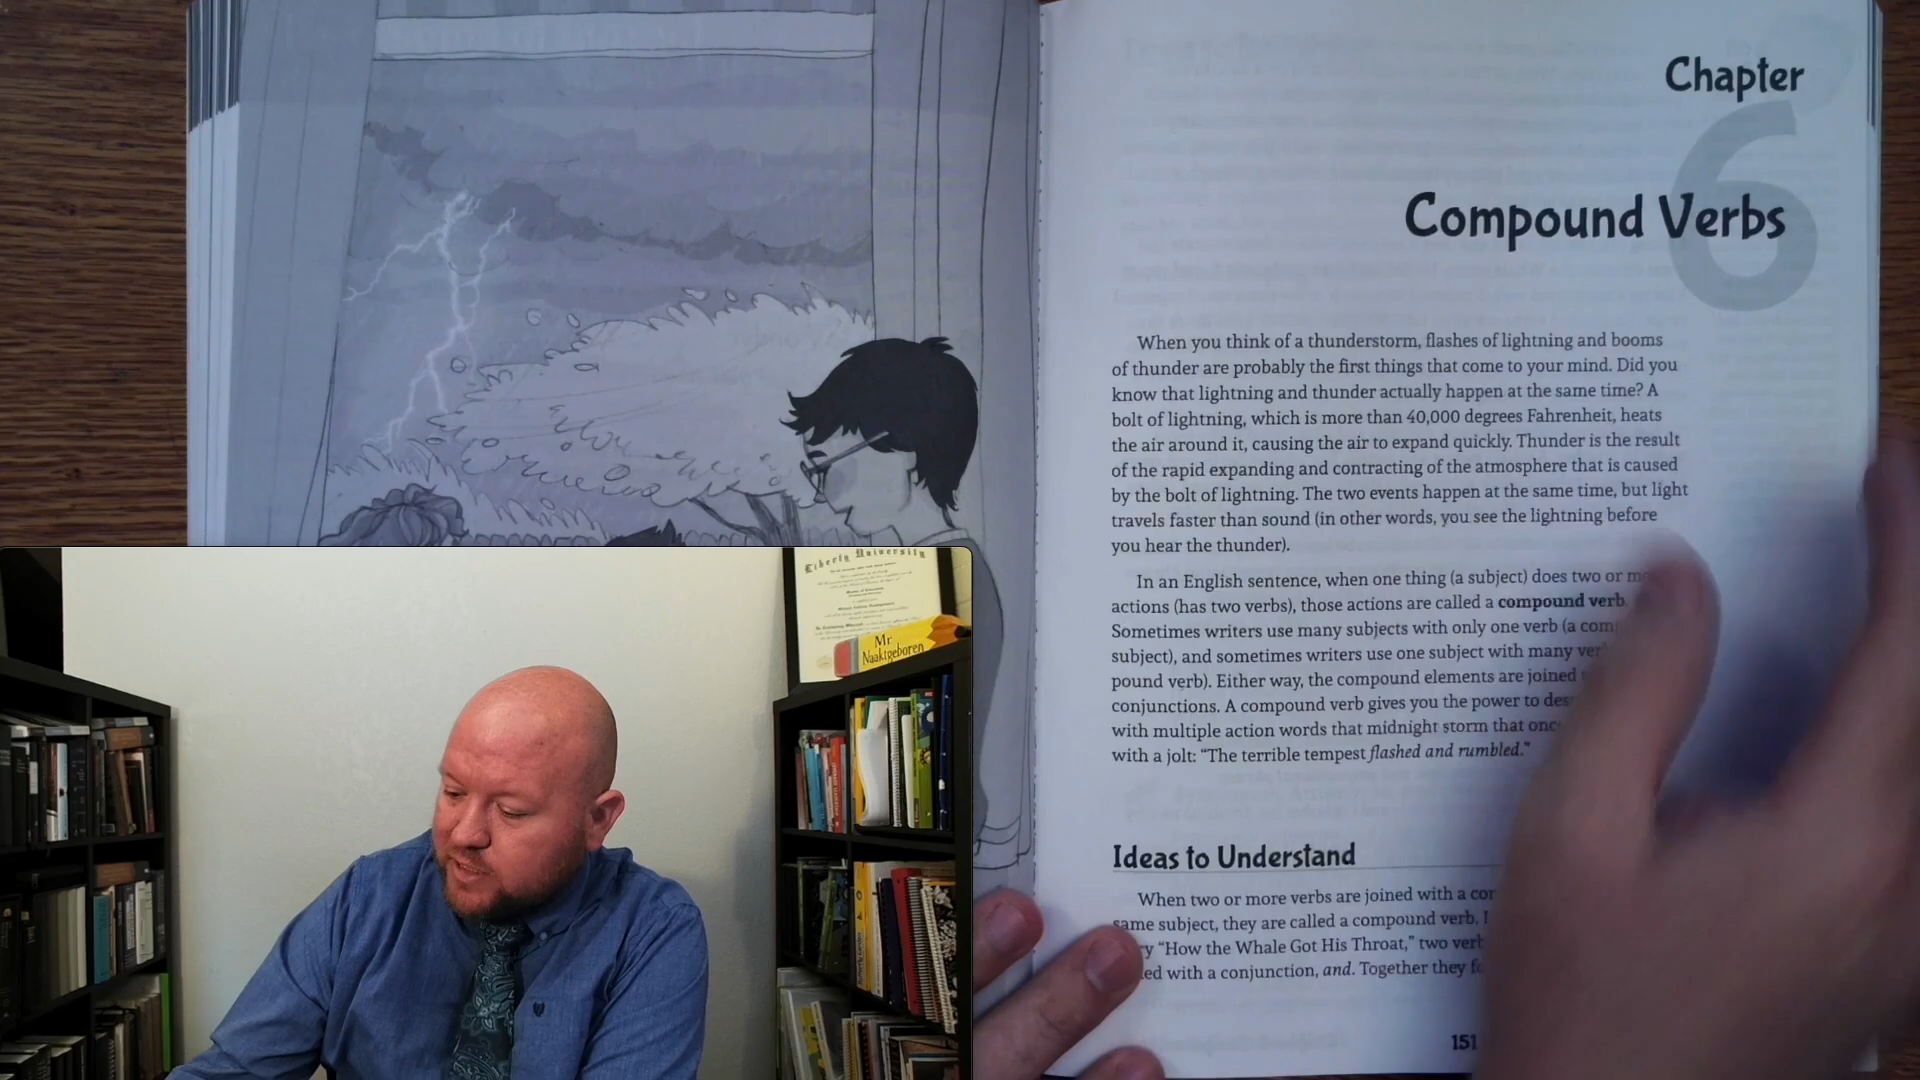 Chapter
6
Compound Verbs
When you think of a thunderstorm, flashes of lightning and booms
of thunder are probably the first things that come to your mind. Did you
know that lightning and thunder actually happen at the same time? A
bolt of lightning, which is more than 40,000 degrees Fahrenheit, heats
the air around it, causing the air to expand quickly. Thunder is the result
of the rapid expanding and contracting of the atmosphere that is caused
by the bolt of lightning. The two events happen at the same time, but light
travels faster than sound (in other words, you see the lightning before
you hear the thunder).
In an English sentence, when one thing (a subject) does two or
actions (has two verbs), those actions are called a compound verb
Sometimes writers use many subjects with only one verb (a
subject), and sometimes writers use one subject with many
pound verb). Either way, the compound elements are joined
conjunctions. A compound verb gives you the power to
with multiple action words that midnight storm that
with a jolt: “The terrible tempest flashed and rumbled.”
Ideas to Understand
When two or more verbs are joined with a
same subject, they are called a compound verb.
“How the Whale Got His Throat,” two
with a conjunction, and. Together they
151
Liberty University
Mr.
Naaktgeboren